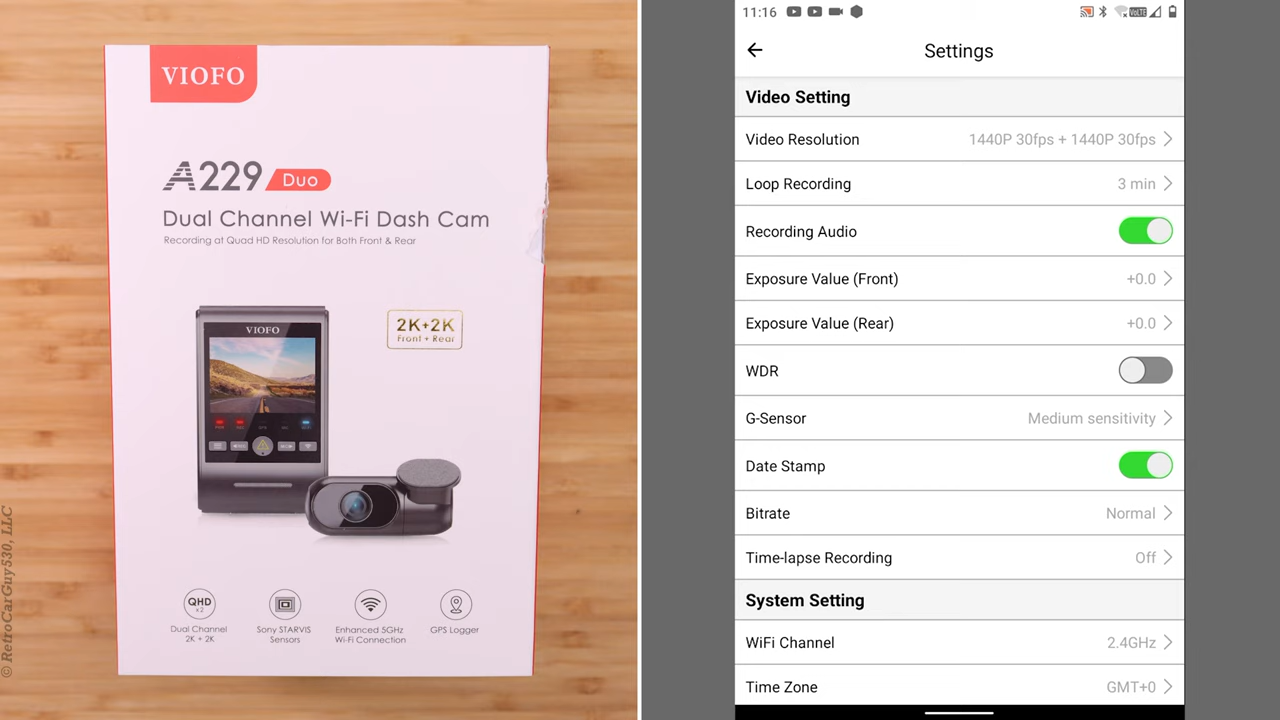 VIOFO
A229 Duo
Dual Channel Wi-Fi Dash Cam
Recording at Quad HD Resolution for Both Front & Rear
VIOFO
2K+2K
Front + Rear
QHD
x2
Dual Channel
2K + 2K
Sony STARVIS
Sensors
Enhanced 5GHz
Wi-Fi Connection
GPS Logger
© RetroCarGuy530, LLC
11:16
VoLTE
Settings
Video Setting
Video Resolution 1440P 30fps + 1440P 30fps
Loop Recording 3 min
Recording Audio
Exposure Value (Front) +0.0
Exposure Value (Rear) +0.0
WDR
G-Sensor Medium sensitivity
Date Stamp
Bitrate Normal
Time-lapse Recording Off
System Setting
WiFi Channel 2.4GHz
Time Zone GMT+0